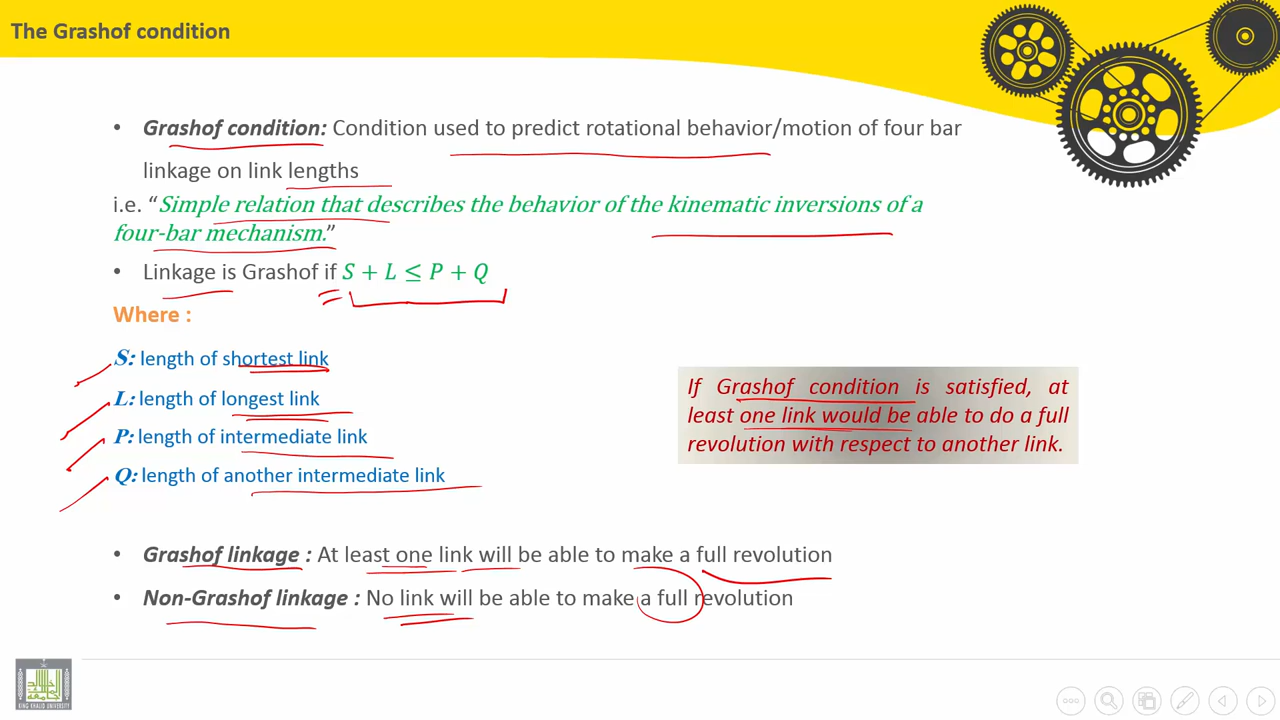 The Grashof condition
• Grashof condition: Condition used to predict rotational behavior/motion of four bar
linkage on link lengths
i.e. “Simple relation that describes the behavior of the kinematic inversions of a
four-bar mechanism.”
• Linkage is Grashof if S + L ≤ P + Q
Where :
S: length of shortest link
L: length of longest link
P: length of intermediate link
Q: length of another intermediate link
If Grashof condition is satisfied, at
least one link would be able to do a full
revolution with respect to another link.
• Grashof linkage : At least one link will be able to make a full revolution
• Non-Grashof linkage : No link will be able to make a full revolution
KING KHALID UNIVERSITY